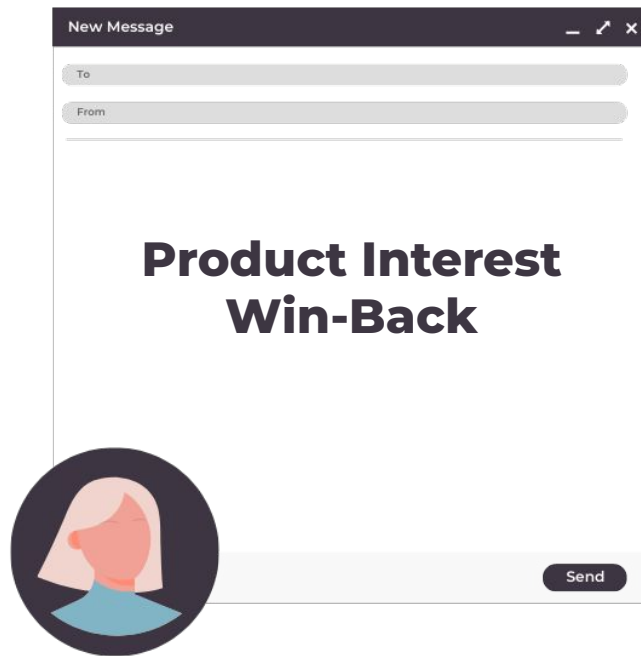 New Message
To
From
Product Interest
Win-Back
Send